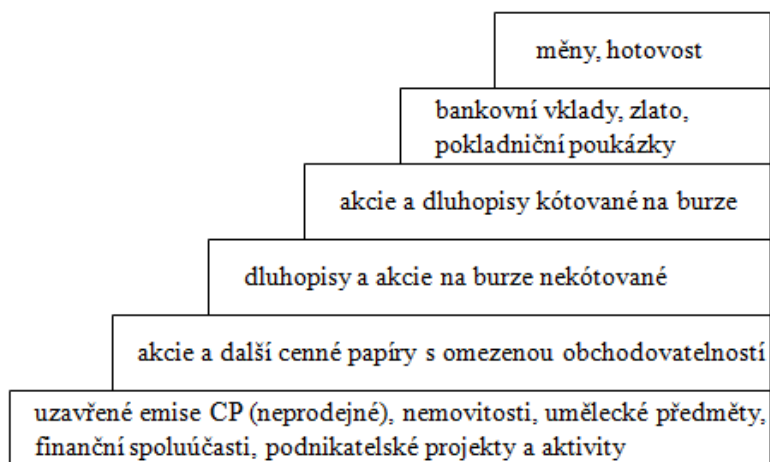 měny, hotovost
bankovní vklady, zlato,
pokladniční poukázky
akcie a dluhopisy kótované na burze
dluhopisy a akcie na burze nekótované
akcie a další cenné papíry s omezenou obchodovatelností
uzavřené emise CP (neprodejné), nemovitosti, umělecké předměty,
finanční spoluúčasti, podnikatelské projekty a aktivity